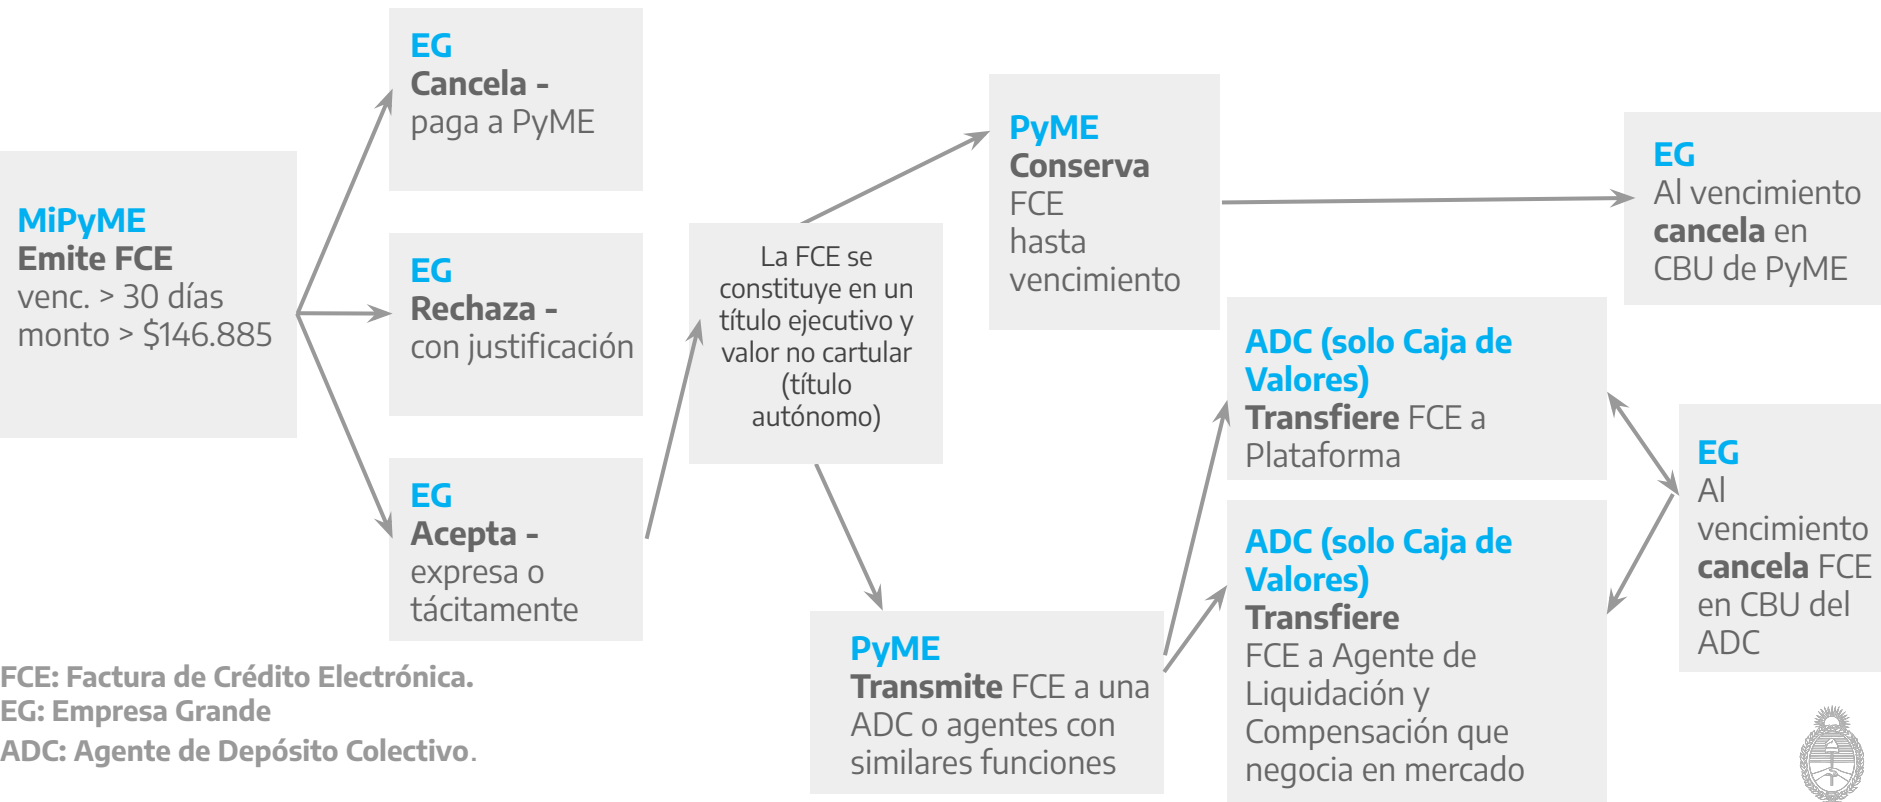 MiPyME
Emite FCE
venc. > 30 días
monto > $146.885
EG
Cancela -
paga a PyME
EG
Rechaza -
con justificación
EG
Acepta -
expresa o
tácitamente
La FCE se
constituye en un
título ejecutivo y
valor no cartular
(título
autónomo)
PyME
Conserva
FCE
hasta
vencimiento
EG
Al vencimiento
cancela en
CBU de PyME
PyME
Transmite FCE a una
ADC o agentes con
similares funciones
ADC (solo Caja de
Valores)
Transfiere FCE a
Plataforma
ADC (solo Caja de
Valores)
Transfiere
FCE a Agente de
Liquidación y
Compensación que
negocia en mercado
EG
Al
vencimiento
cancela FCE
en CBU del
ADC
FCE: Factura de Crédito Electrónica.
EG: Empresa Grande
ADC: Agente de Depósito Colectivo.